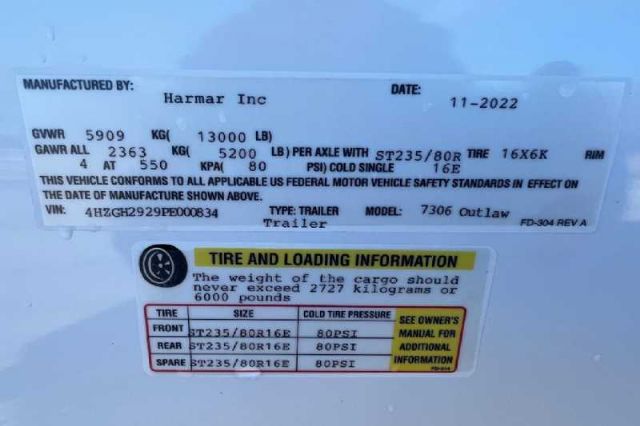 MANUFACTURED BY: Harmar Inc DATE: 11-2022
GVWR 5909 KG( 13000 LB)
GAWR ALL 2363 KG( 5200 LB) PER AXLE WITH ST235/80R TIRE 16X6K RIM
4 AT 550 KPA( 80 PSI) COLD SINGLE 16E
THIS VEHICLE CONFORMS TO ALL APPLICABLE US FEDERAL MOTOR VEHICLE SAFETY STANDARDS IN EFFECT ON
THE DATE OF MANUFACTURE SHOWN ABOVE.
VIN: 4HZGH2929PE000834 TYPE: TRAILER MODEL: 7306 Outlaw
Trailer FD-304 REV A
TIRE AND LOADING INFORMATION
The weight of the cargo should
never exceed 2727 kilograms or
6000 pounds
TIRE SIZE COLD TIRE PRESSURE SEE OWNER'S
FRONT ST235/80R16E 80PSI MANUAL FOR
REAR ST235/80R16E 80PSI ADDITIONAL
SPARE ST235/80R16E 80PSI INFORMATION